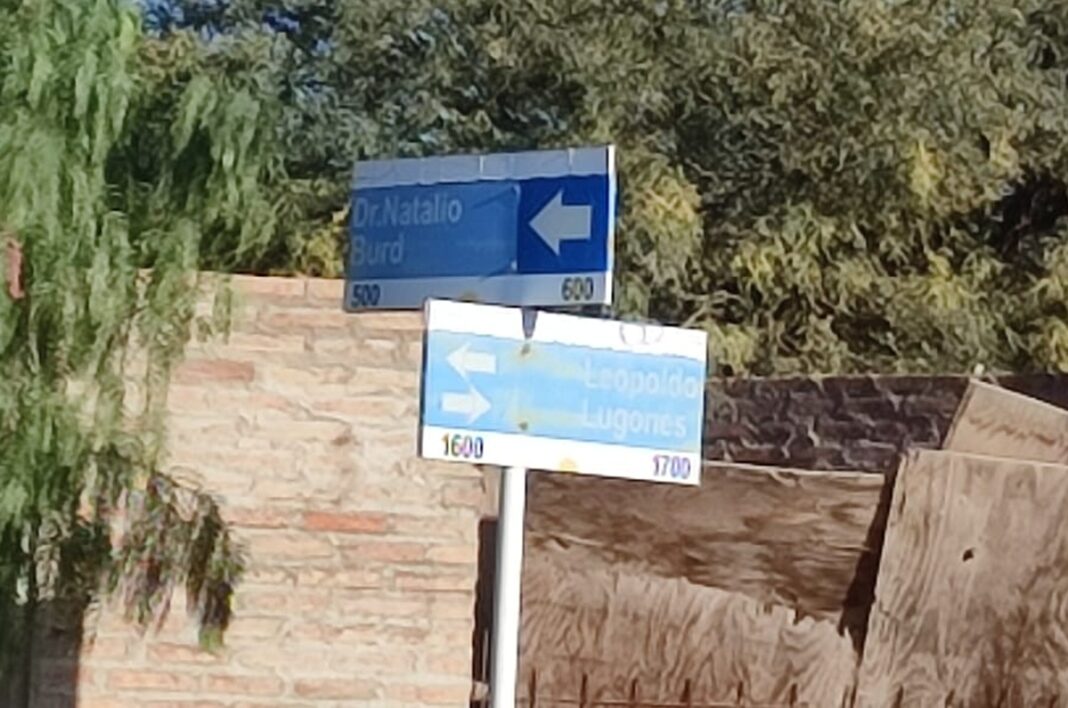 Dr.Natalio
Burd
500 600
Leopoldo
Lugones
1600 1700